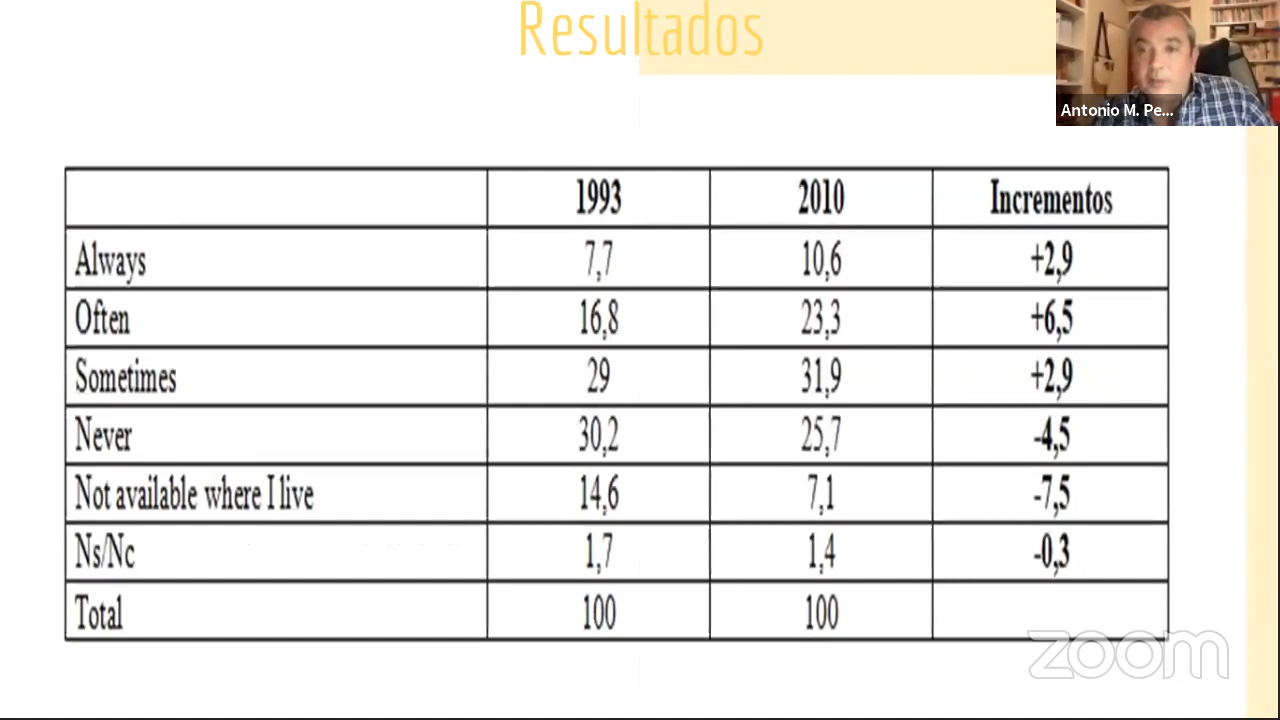 Resultados
Antonio M. Pe...
1993 2010 Incrementos
Always 7,7 10,6 +2,9
Often 16,8 23,3 +6,5
Sometimes 29 31,9 +2,9
Never 30,2 25,7 -4,5
Not available where I live 14,6 7,1 -7,5
Ns/Nc 1,7 1,4 -0,3
Total 100 100
zoom